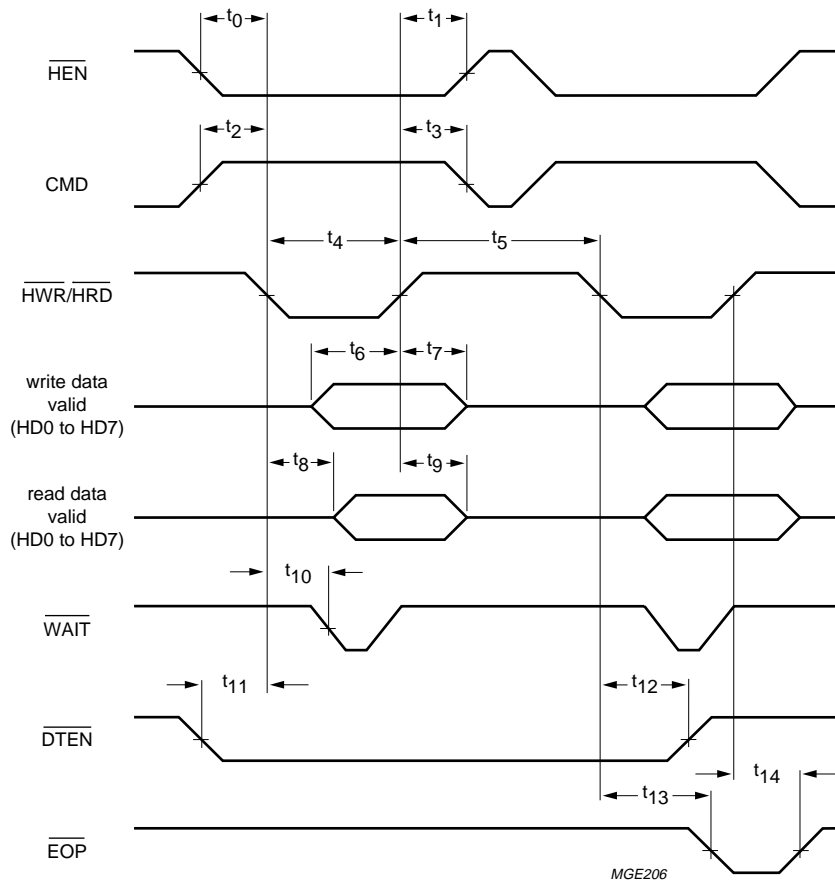 t0 t1
HEN
t2 t3
CMD
t4 t5
HWR/HRD
t6 t7
write data
valid
(HD0 to HD7)
t8 t9
read data
valid
(HD0 to HD7)
t10
WAIT
t11 t12
DTEN
t13 t14
EOP
MGE206